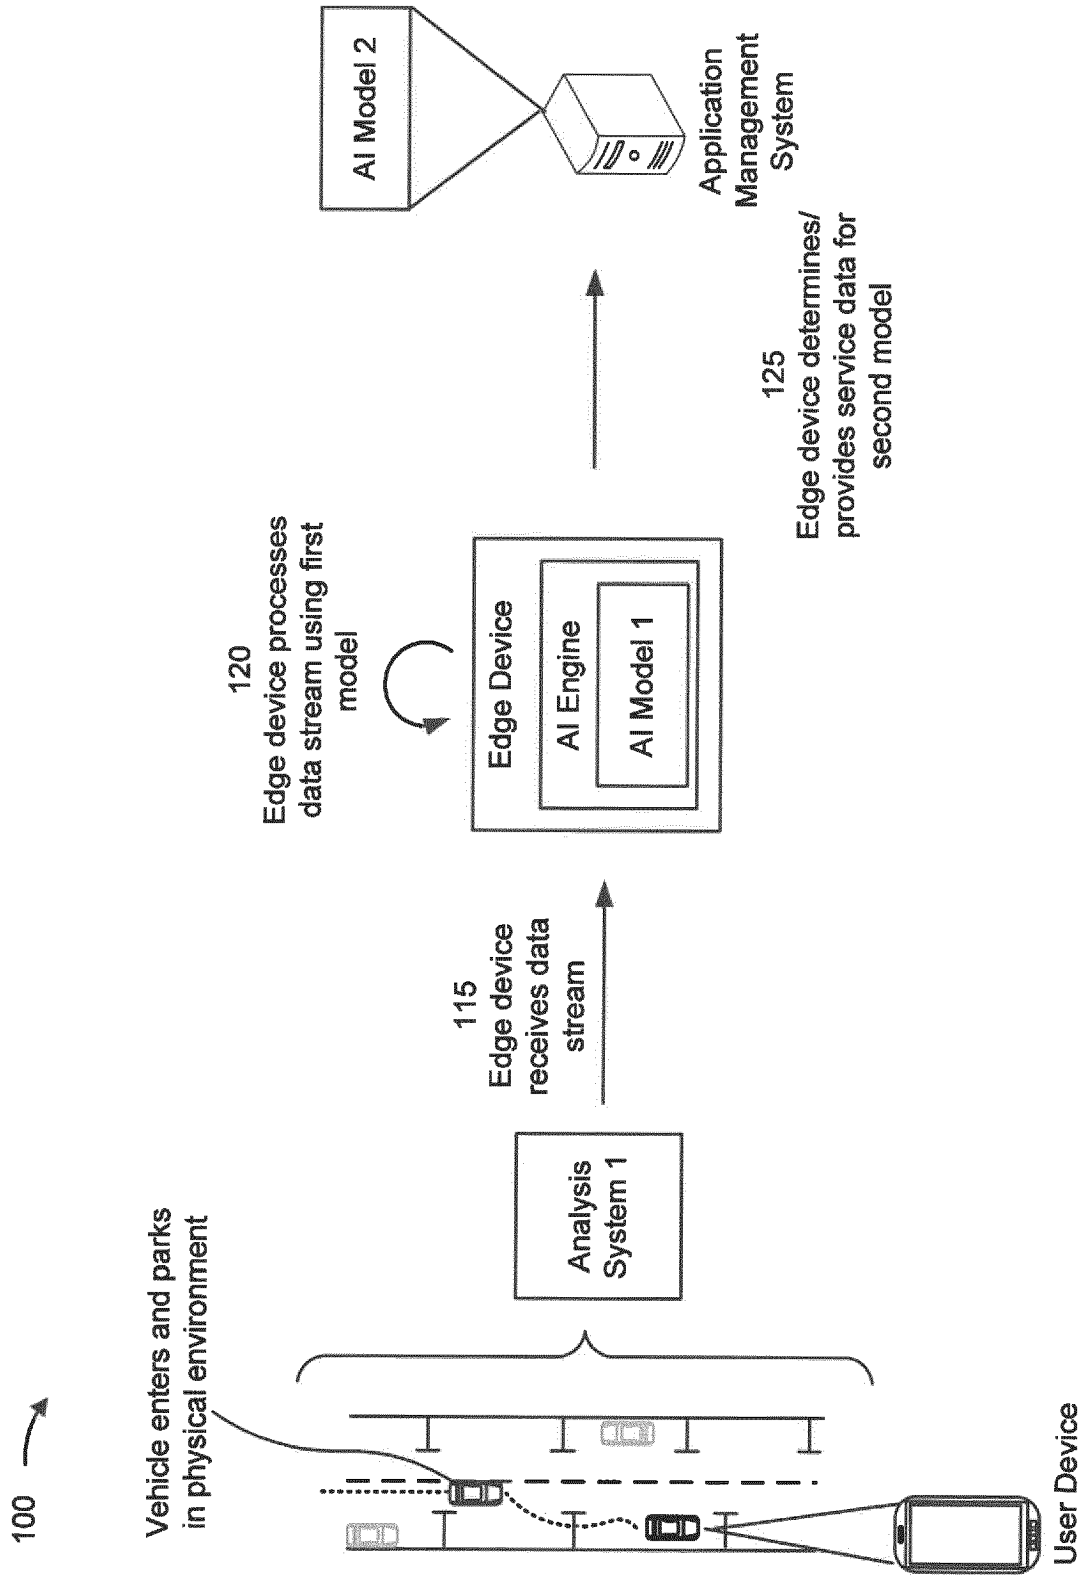 100
Vehicle enters and parks
in physical environment
User Device
Analysis
System 1
115
Edge device
receives data
stream
120
Edge device processes
data stream using first
model
Edge Device
AI Engine
AI Model 1
125
Edge device determines/
provides service data for
second model
AI Model 2
Application
Management
System